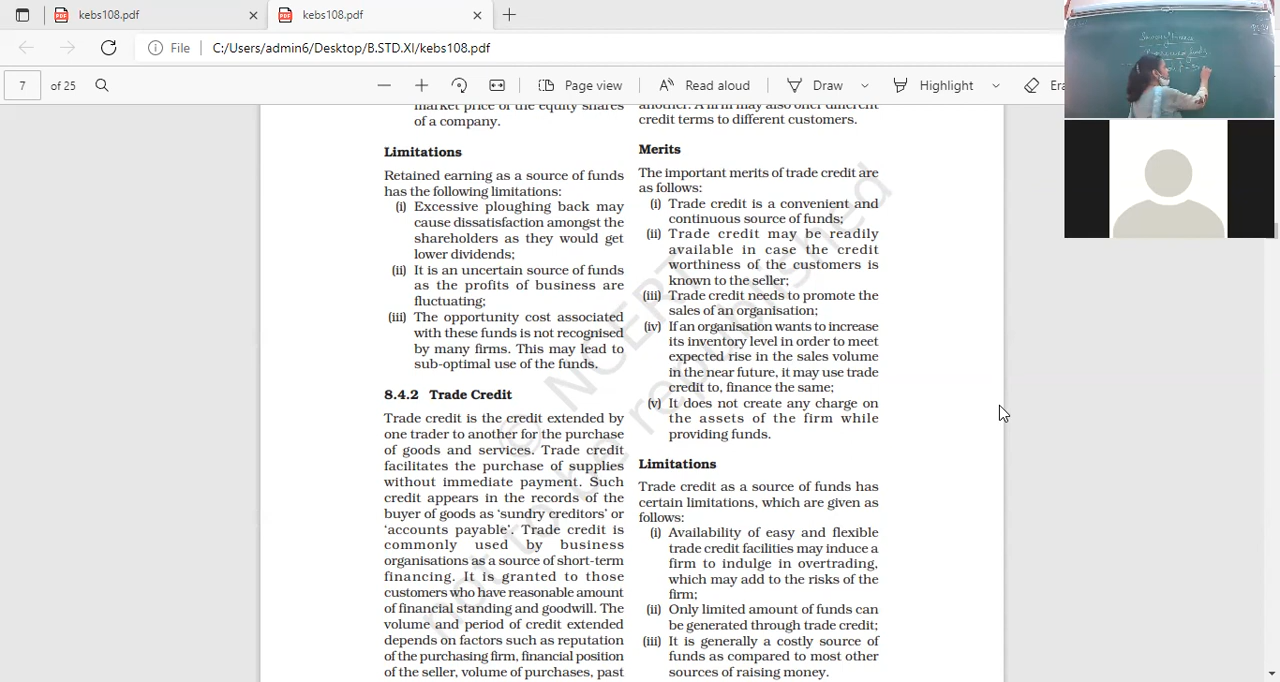 kebs108.pdf
kebs108.pdf
File
C:/Users/admin6/Desktop/B.STD.XI/kebs108.pdf
7
of 25
Page view
Read aloud
Draw
Highlight
Era
market price of the equity shares
of a company.
Limitations
Retained earning as a source of funds
has the following limitations:
(i) Excessive ploughing back may
cause dissatisfaction amongst the
shareholders as they would get
lower dividends;
(ii) It is an uncertain source of funds
as the profits of business are
fluctuating;
(iii) The opportunity cost associated
with these funds is not recognised
by many firms. This may lead to
sub-optimal use of the funds.
8.4.2 Trade Credit
Trade credit is the credit extended by
one trader to another for the purchase
of goods and services. Trade credit
facilitates the purchase of supplies
without immediate payment. Such
credit appears in the records of the
buyer of goods as ‘sundry creditors’ or
‘accounts payable’. Trade credit is
commonly used by business
organisations as a source of short-term
financing. It is granted to those
customers who have reasonable amount
of financial standing and goodwill. The
volume and period of credit extended
depends on factors such as reputation
of the purchasing firm, financial position
of the seller, volume of purchases, past
another. A firm may also offer different
credit terms to different customers.
Merits
The important merits of trade credit are
as follows:
(i) Trade credit is a convenient and
continuous source of funds;
(ii) Trade credit may be readily
available in case the credit
worthiness of the customers is
known to the seller;
(iii) Trade credit needs to promote the
sales of an organisation;
(iv) If an organisation wants to increase
its inventory level in order to meet
expected rise in the sales volume
in the near future, it may use trade
credit to, finance the same;
(v) It does not create any charge on
the assets of the firm while
providing funds.
Limitations
Trade credit as a source of funds has
certain limitations, which are given as
follows:
(i) Availability of easy and flexible
trade credit facilities may induce a
firm to indulge in overtrading,
which may add to the risks of the
firm;
(ii) Only limited amount of funds can
be generated through trade credit;
(iii) It is generally a costly source of
funds as compared to most other
sources of raising money.
© NCERT
not to be republished